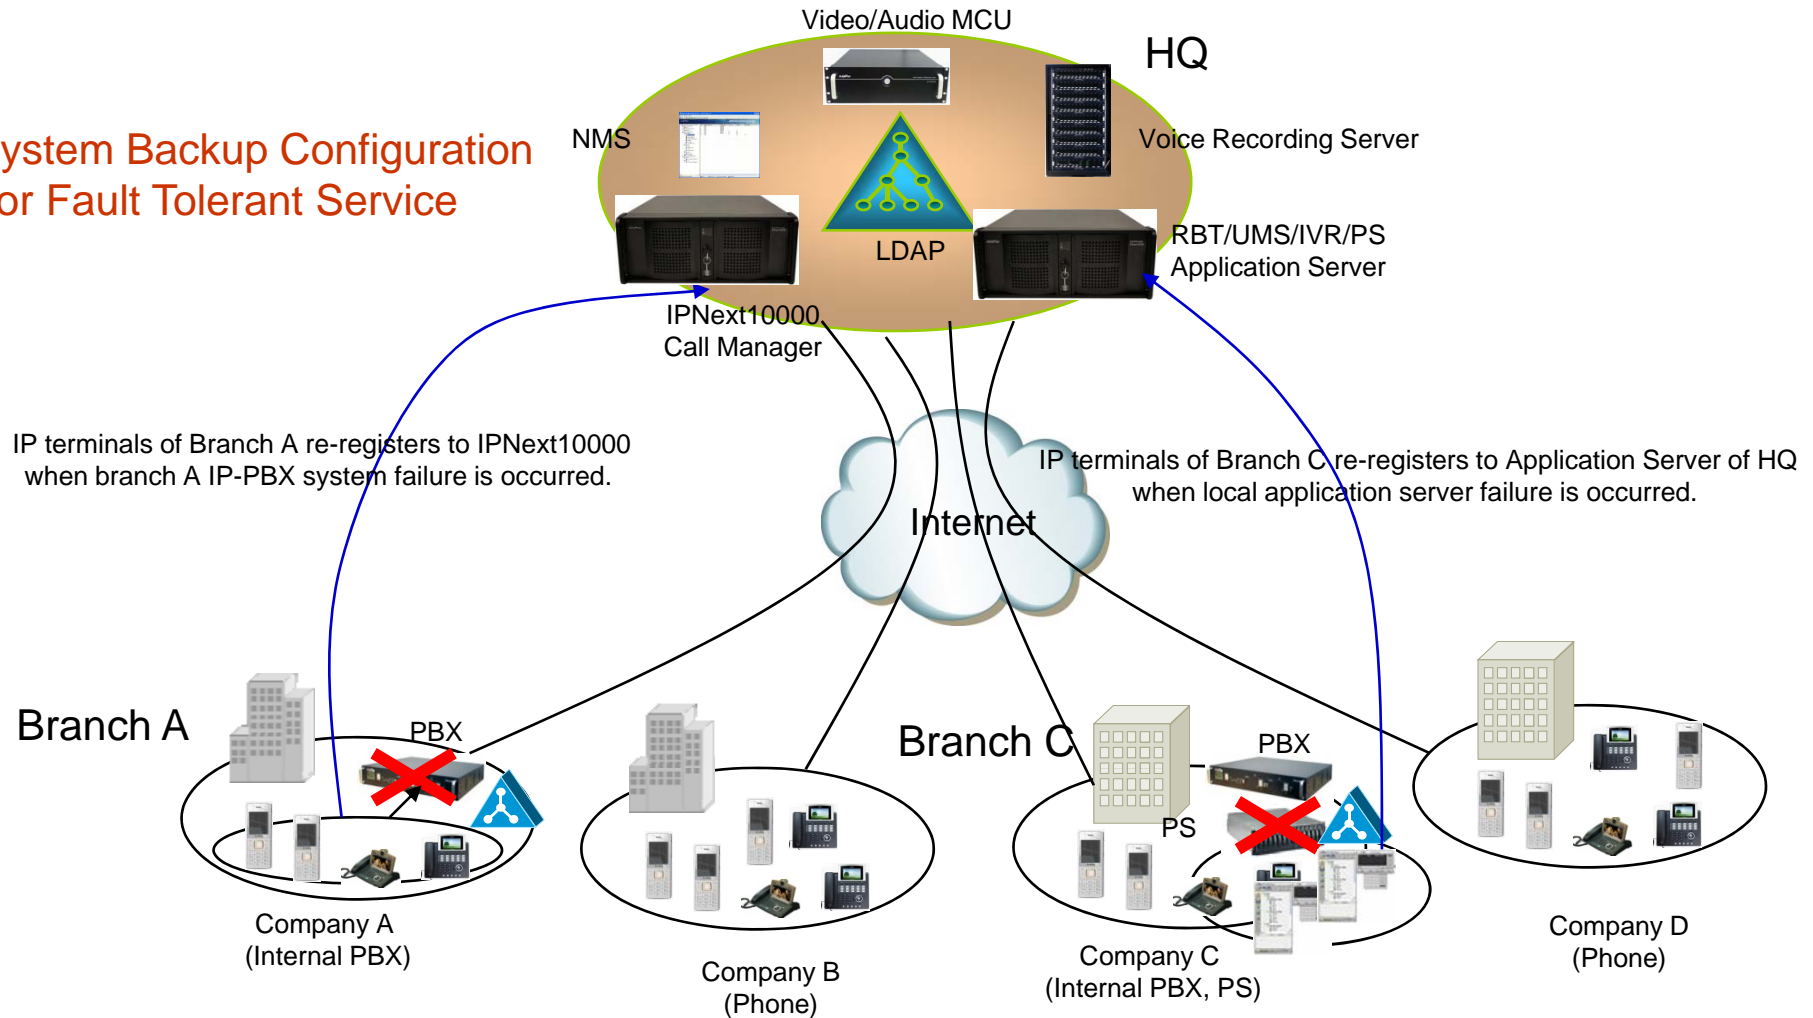 Video/Audio MCU
HQ
ystem Backup Configuration
or Fault Tolerant Service
NMS
Voice Recording Server
LDAP
RBT/UMS/IVR/PS
Application Server
IPNext10000
Call Manager
IP terminals of Branch A re-registers to IPNext10000
when branch A IP-PBX system failure is occurred.
IP terminals of Branch C re-registers to Application Server of HQ
when local application server failure is occurred.
Internet
Branch A
PBX
Branch C
PBX
PS
Company A
(Internal PBX)
Company B
(Phone)
Company C
(Internal PBX, PS)
Company D
(Phone)